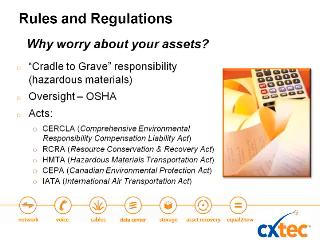 Rules and Regulations
Why worry about your assets?
“Cradle to Grave” responsibility
(hazardous materials)
Oversight – OSHA
Acts:
CERCLA (Comprehensive Environmental
Responsibility Compensation Liability Act)
RCRA (Resource Conservation & Recovery Act)
HMTA (Hazardous Materials Transportation Act)
CEPA (Canadian Environmental Protection Act)
IATA (International Air Transportation Act)
network voice cables data center storage asset recovery equal2new
cxtec